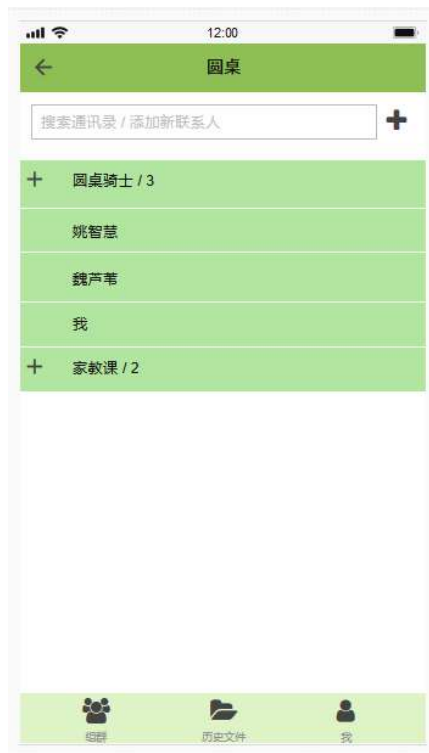 12:00
圆桌
搜索通讯录 / 添加新联系人
圆桌骑士 / 3
姚智慧
魏芦苇
我
家教课 / 2
组群
历史文件
我